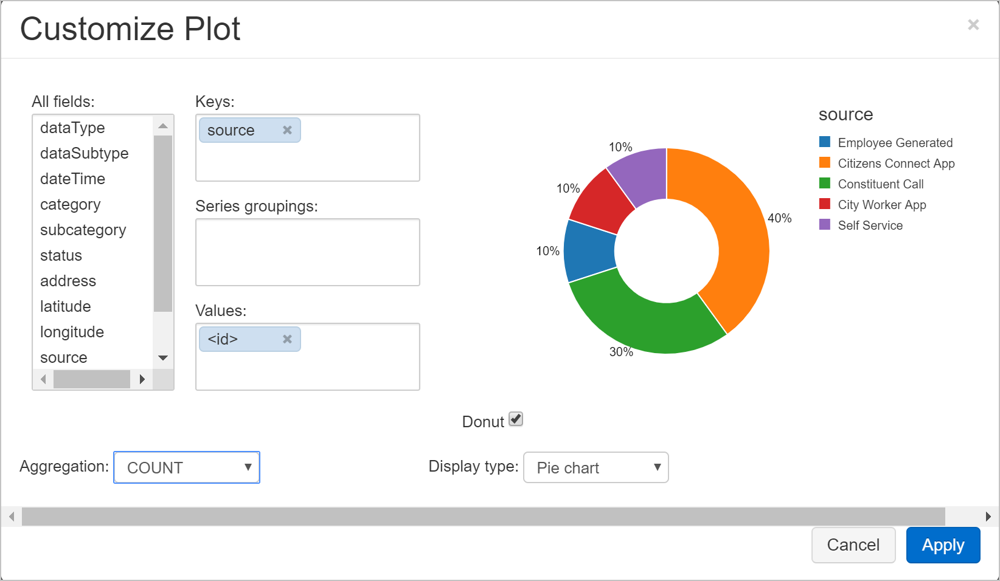 Customize Plot
×
All fields:
dataType
dataSubtype
dateTime
category
subcategory
status
address
latitude
longitude
source
Keys:
source ×
Series groupings:
Values:
<id> ×
10%
10%
10%
40%
30%
source
Employee Generated
Citizens Connect App
Constituent Call
City Worker App
Self Service
Donut
Aggregation: COUNT
Display type: Pie chart
Cancel
Apply